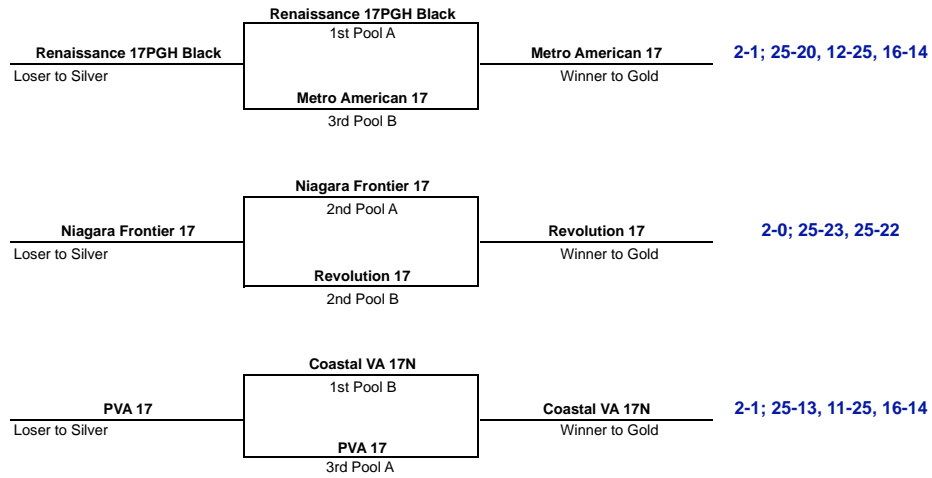 Renaissance 17PGH Black
1st Pool A
Renaissance 17PGH Black
Metro American 17
2-1; 25-20, 12-25, 16-14
Loser to Silver
Winner to Gold
Metro American 17
3rd Pool B
Niagara Frontier 17
2nd Pool A
Niagara Frontier 17
Revolution 17
2-0; 25-23, 25-22
Loser to Silver
Winner to Gold
Revolution 17
2nd Pool B
Coastal VA 17N
1st Pool B
PVA 17
Coastal VA 17N
2-1; 25-13, 11-25, 16-14
Loser to Silver
Winner to Gold
PVA 17
3rd Pool A